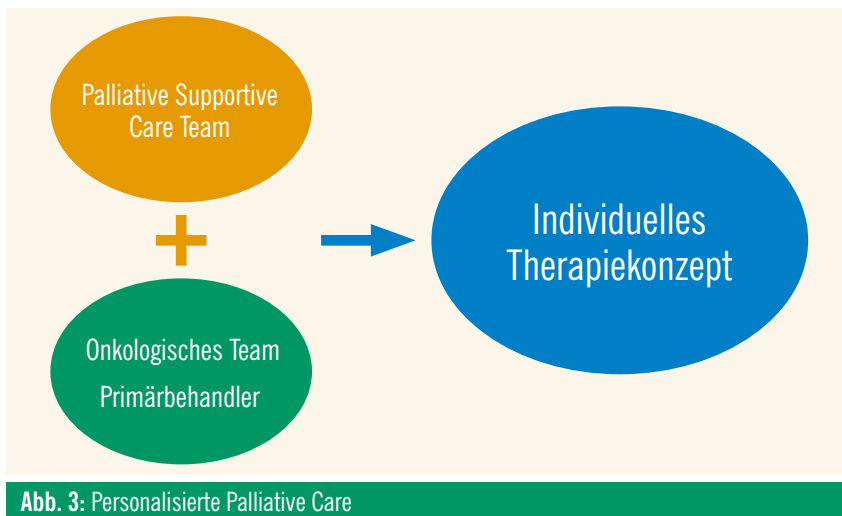 Palliative Supportive
Care Team
+
Onkologisches Team
Primärbehandler
Individuelles
Therapiekonzept
Abb. 3: Personalisierte Palliative Care